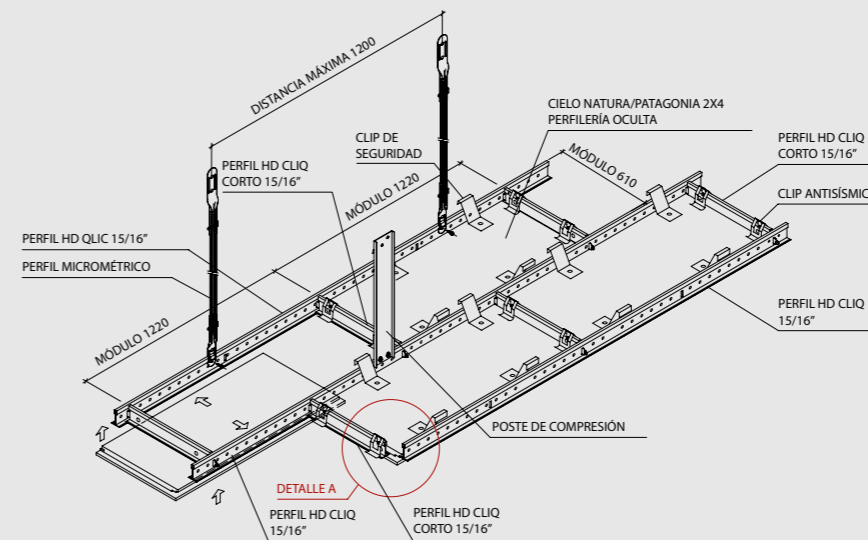 DISTANCIA MÁXIMA 1200
CIELO NATURA/PATAGONIA 2X4
PERFILERÍA OCULTA
CLIP DE
SEGURIDAD
PERFIL HD CLIQ
CORTO 15/16”
PERFIL HD CLIQ
CORTO 15/16”
MÓDULO 610
MÓDULO 1220
CLIP ANTISÍSMIC
PERFIL HD QLIC 15/16”
PERFIL MICROMÉTRICO
MÓDULO 1220
PERFIL HD CLIQ
15/16”
POSTE DE COMPRESIÓN
DETALLE A
PERFIL HD CLIQ
15/16”
PERFIL HD CLIQ
CORTO 15/16”